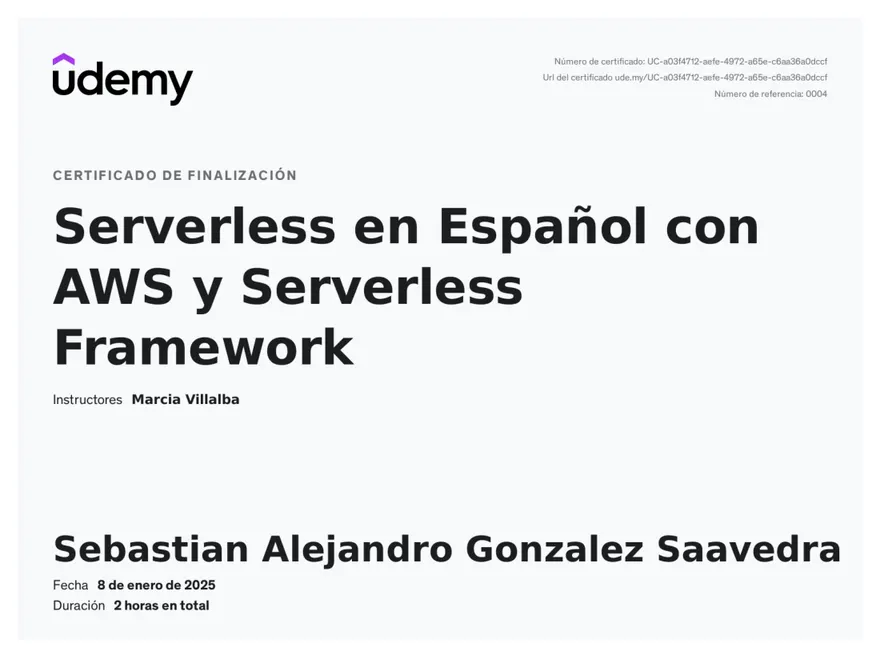 udemy
Número de certificado: UC-a03f4712-aefe-4972-a65e-c6aa36a0dccf
Url del certificado ude.my/UC-a03f4712-aefe-4972-a65e-c6aa36a0dccf
Número de referencia: 0004
CERTIFICADO DE FINALIZACIÓN
Serverless en Español con
AWS y Serverless
Framework
Instructores Marcia Villalba
Sebastian Alejandro Gonzalez Saavedra
Fecha 8 de enero de 2025
Duración 2 horas en total